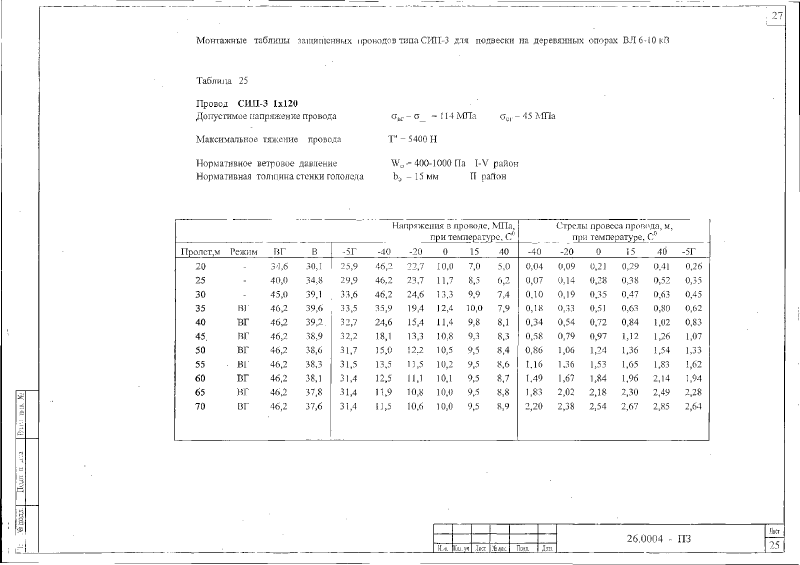 27
Монтажные таблицы защищенных проводов типа СИП-3 для подвески на деревянных опорах ВЛ 6-10 кВ
Таблица 25
Провод СИП-3 1х120
Допустимое напряжение провода σвг = σ_ = 114 МПа σсг = 45 МПа
Максимальное тяжение провода Тн = 5400 Н
Нормативное ветровое давление Wo = 400-1000 Па I-V район
Нормативная толщина стенки гололеда bэ = 15 мм II район
Напряжения в проводе, МПа, при температуре, С0 Стрелы провеса провода, м, при температуре, С0
Пролет,м Режим ВГ В -5Г -40 -20 0 15 40 -40 -20 0 15 40 -5Г
20 - 34,6 30,1 25,9 46,2 22,7 10,0 7,0 5,0 0,04 0,09 0,21 0,29 0,41 0,26
25 - 40,0 34,8 29,9 46,2 23,7 11,7 8,5 6,2 0,07 0,14 0,28 0,38 0,52 0,35
30 - 45,0 39,1 33,6 46,2 24,6 13,3 9,9 7,4 0,10 0,19 0,35 0,47 0,63 0,45
35 ВГ 46,2 39,6 33,5 35,9 19,4 12,4 10,0 7,9 0,18 0,33 0,51 0,63 0,80 0,62
40 ВГ 46,2 39,2 32,7 24,6 15,4 11,4 9,8 8,1 0,34 0,54 0,72 0,84 1,02 0,83
45 ВГ 46,2 38,9 32,2 18,1 13,3 10,8 9,3 8,3 0,58 0,79 0,97 1,12 1,26 1,07
50 ВГ 46,2 38,6 31,7 15,0 12,2 10,5 9,5 8,4 0,86 1,06 1,24 1,36 1,54 1,33
55 ВГ 46,2 38,3 31,5 13,5 11,5 10,2 9,5 8,6 1,16 1,36 1,53 1,65 1,83 1,62
60 ВГ 46,2 38,1 31,4 12,5 11,1 10,1 9,5 8,7 1,49 1,67 1,84 1,96 2,14 1,94
65 ВГ 46,2 37,8 31,4 11,9 10,8 10,0 9,5 8,8 1,83 2,02 2,18 2,30 2,49 2,28
70 ВГ 46,2 37,6 31,4 11,5 10,6 10,0 9,5 8,9 2,20 2,38 2,54 2,67 2,85 2,64
26.0004 - ПЗ
Лист
25
Изм. Кол.уч Лист №док. Подп. Дата